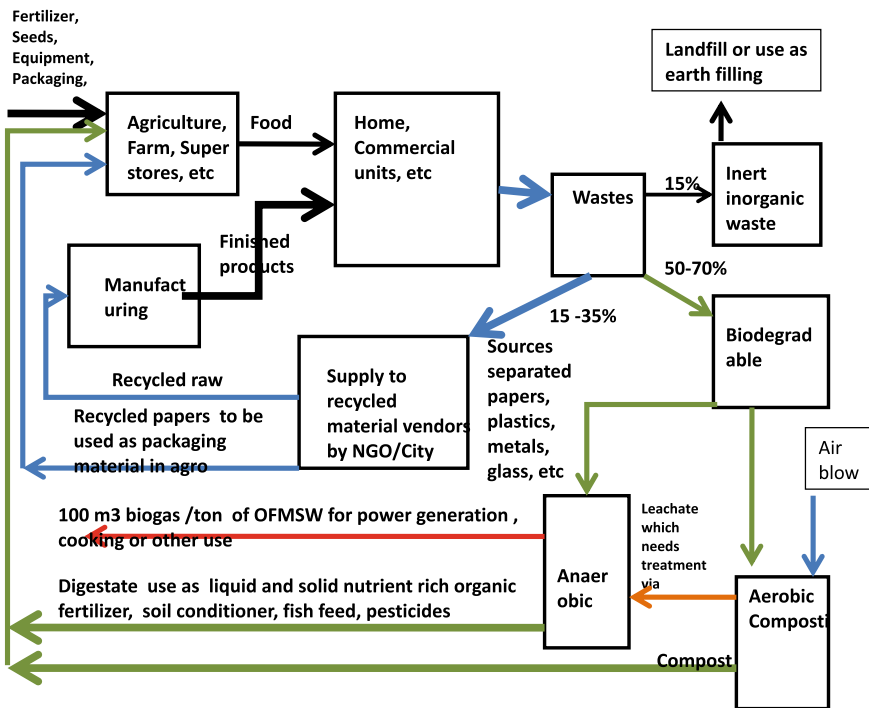 Fertilizer,
Seeds,
Equipment,
Packaging,
Landfill or use as
earth filling
Agriculture,
Farm, Super
stores, etc
Food
Home,
Commercial
units, etc
Wastes
15%
Inert
inorganic
waste
Finished
products
50-70%
Manufact
uring
15 -35%
Biodegrad
able
Sources
separated
papers,
plastics,
metals,
glass, etc
Supply to
recycled
material vendors
by NGO/City
Recycled raw
Recycled papers to be
used as packaging
material in agro
Air
blow
100 m3 biogas /ton of OFMSW for power generation ,
cooking or other use
Leachate
which
needs
treatment
via
Anaer
obic
Digestate use as liquid and solid nutrient rich organic
fertilizer, soil conditioner, fish feed, pesticides
Aerobic
Composti
Compost